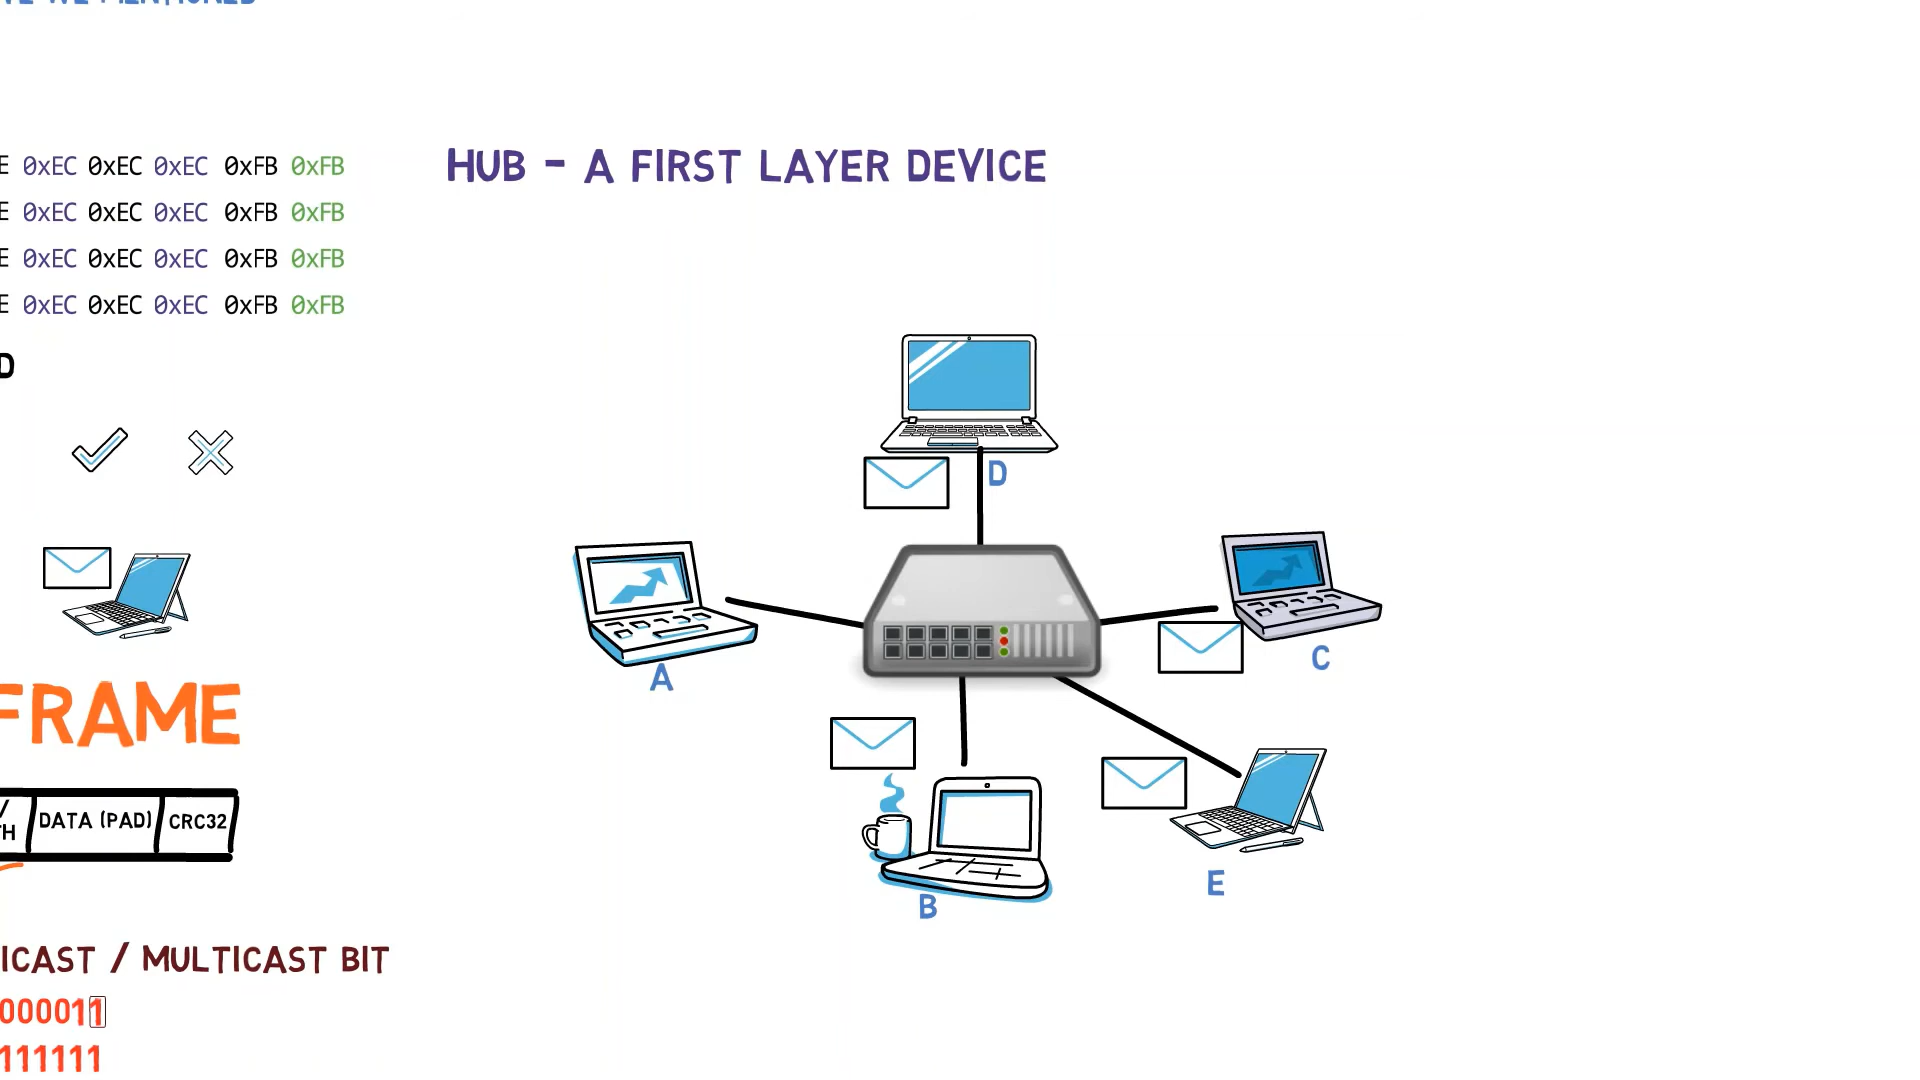 HUB - A FIRST LAYER DEVICE
E 0xEC 0xEC 0xEC 0xFB 0xFB
E 0xEC 0xEC 0xEC 0xFB 0xFB
E 0xEC 0xEC 0xEC 0xFB 0xFB
E 0xEC 0xEC 0xEC 0xFB 0xFB
D
D
A
C
FRAME
DATA (PAD) CRC32
B
E
ICAST / MULTICAST BIT
000011
111111